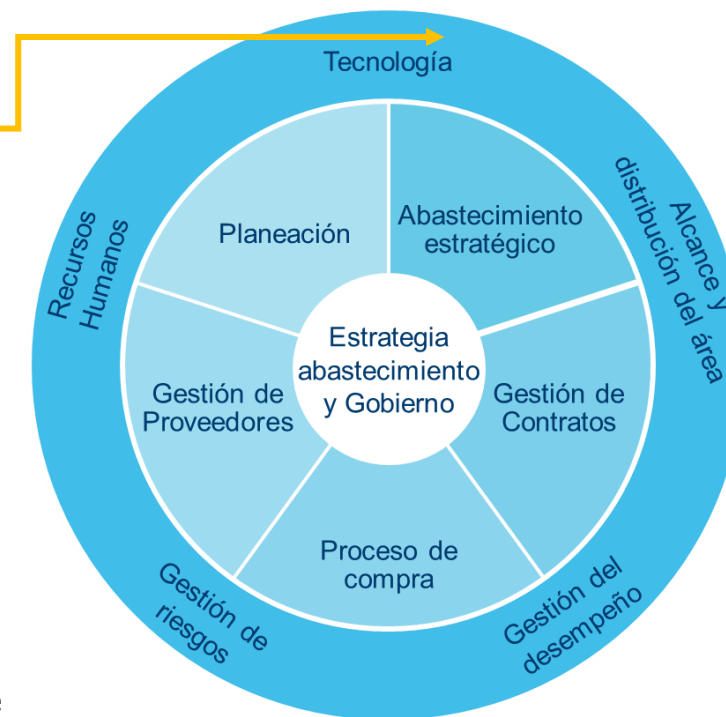 Tecnología
Recursos
Humanos
Alcance y
distribución del área
Planeación
Abastecimiento
estratégico
Estrategia
abastecimiento
y Gobierno
Gestión de
Proveedores
Gestión de
Contratos
Proceso de
compra
Gestión de
riesgos
Gestión del
desempeño
e